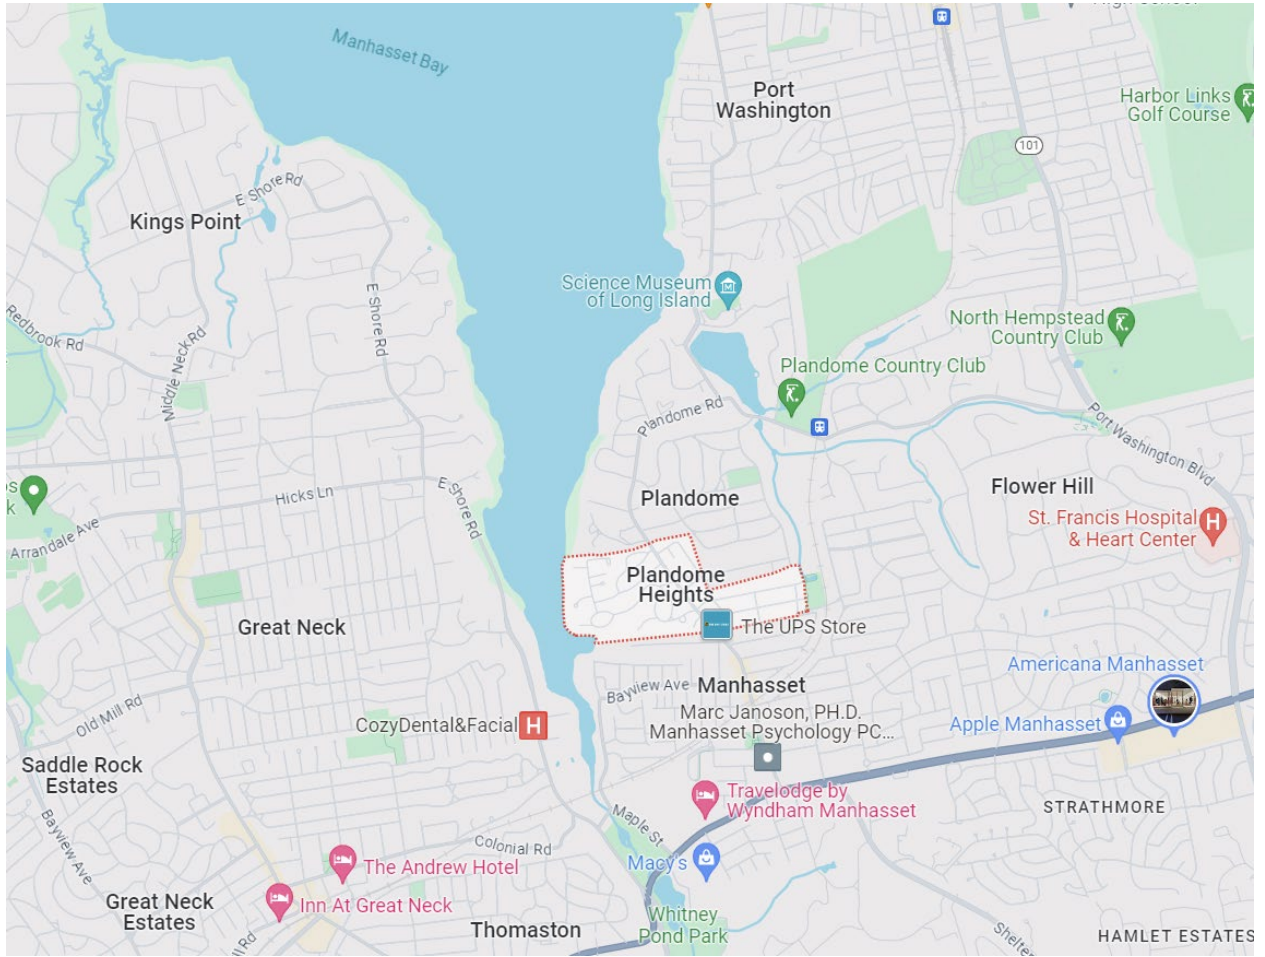 High School
Manhasset Bay
Port
Washington
Harbor Links
Golf Course
101
E Shore Rd
Kings Point
Science Museum
of Long Island
E Shore Rd
Redbrook Rd
Middle Neck Rd
North Hempstead
Country Club
Plandome Country Club
Plandome Rd
Port Washington Blvd
Hicks Ln
E Shore Rd
Plandome
Flower Hill
St. Francis Hospital
& Heart Center
H
Arrandale Ave
Plandome
Heights
Great Neck
The UPS Store
Americana Manhasset
Bayview Ave
Manhasset
Old Mill Rd
CozyDental&Facial
H
Marc Janoson, PH.D.
Manhasset Psychology PC...
Apple Manhasset
Saddle Rock
Estates
Travelodge by
Wyndham Manhasset
STRATHMORE
Maple St
Bayview Ave
Colonial Rd
Macy's
The Andrew Hotel
Inn At Great Neck
Great Neck
Estates
Whitney
Pond Park
Thomaston
Rd
HAMLET ESTATES